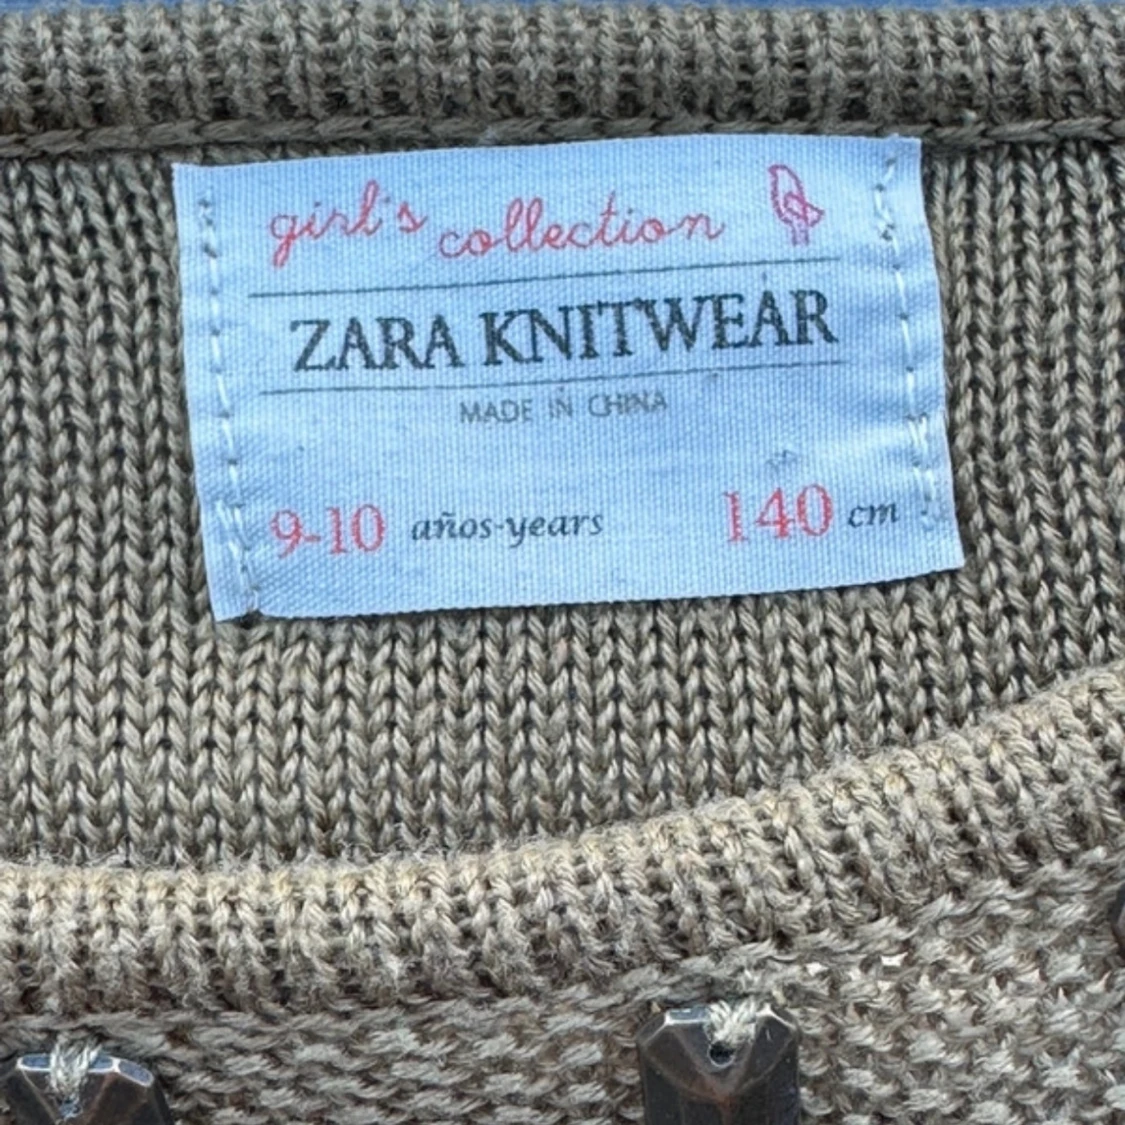 girl's collection
ZARA KNITWEAR
MADE IN CHINA
9-10 años-years 140 cm